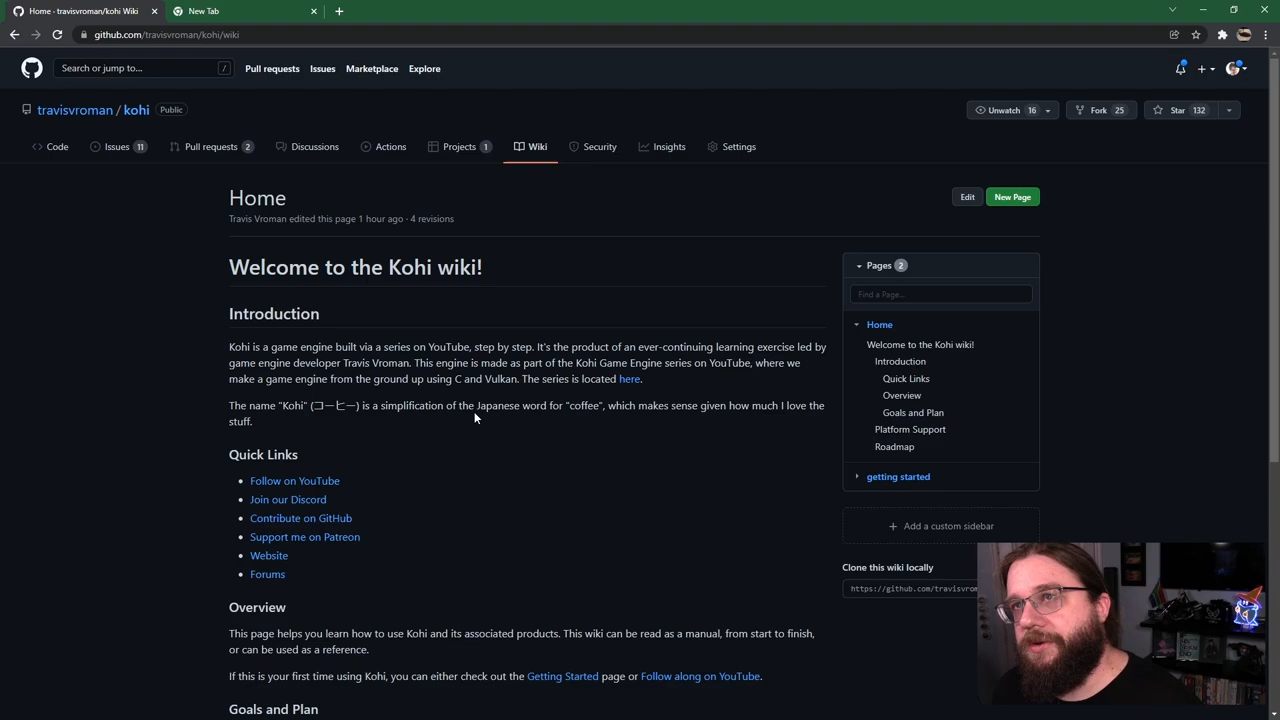 Home - travisvroman/kohi Wiki
New Tab
github.com/travisvroman/kohi/wiki
Search or jump to...
/
Pull requests
Issues
Marketplace
Explore
travisvroman / kohi
Public
Unwatch 16
Fork 25
Star 132
Code
Issues 11
Pull requests 2
Discussions
Actions
Projects 1
Wiki
Security
Insights
Settings
Home
Edit
New Page
Travis Vroman edited this page 1 hour ago · 4 revisions
Welcome to the Kohi wiki!
Introduction
Kohi is a game engine built via a series on YouTube, step by step. It's the product of an ever-continuing learning exercise led by
game engine developer Travis Vroman. This engine is made as part of the Kohi Game Engine series on YouTube, where we
make a game engine from the ground up using C and Vulkan. The series is located here.
The name "Kohi" (コーヒー) is a simplification of the Japanese word for "coffee", which makes sense given how much I love the
stuff.
Quick Links
Follow on YouTube
Join our Discord
Contribute on GitHub
Support me on Patreon
Website
Forums
Overview
This page helps you learn how to use Kohi and its associated products. This wiki can be read as a manual, from start to finish,
or can be used as a reference.
If this is your first time using Kohi, you can either check out the Getting Started page or Follow along on YouTube.
Goals and Plan
Pages 2
Find a Page...
Home
Welcome to the Kohi wiki!
Introduction
Quick Links
Overview
Goals and Plan
Platform Support
Roadmap
getting started
Add a custom sidebar
Clone this wiki locally
https://github.com/travisvrom